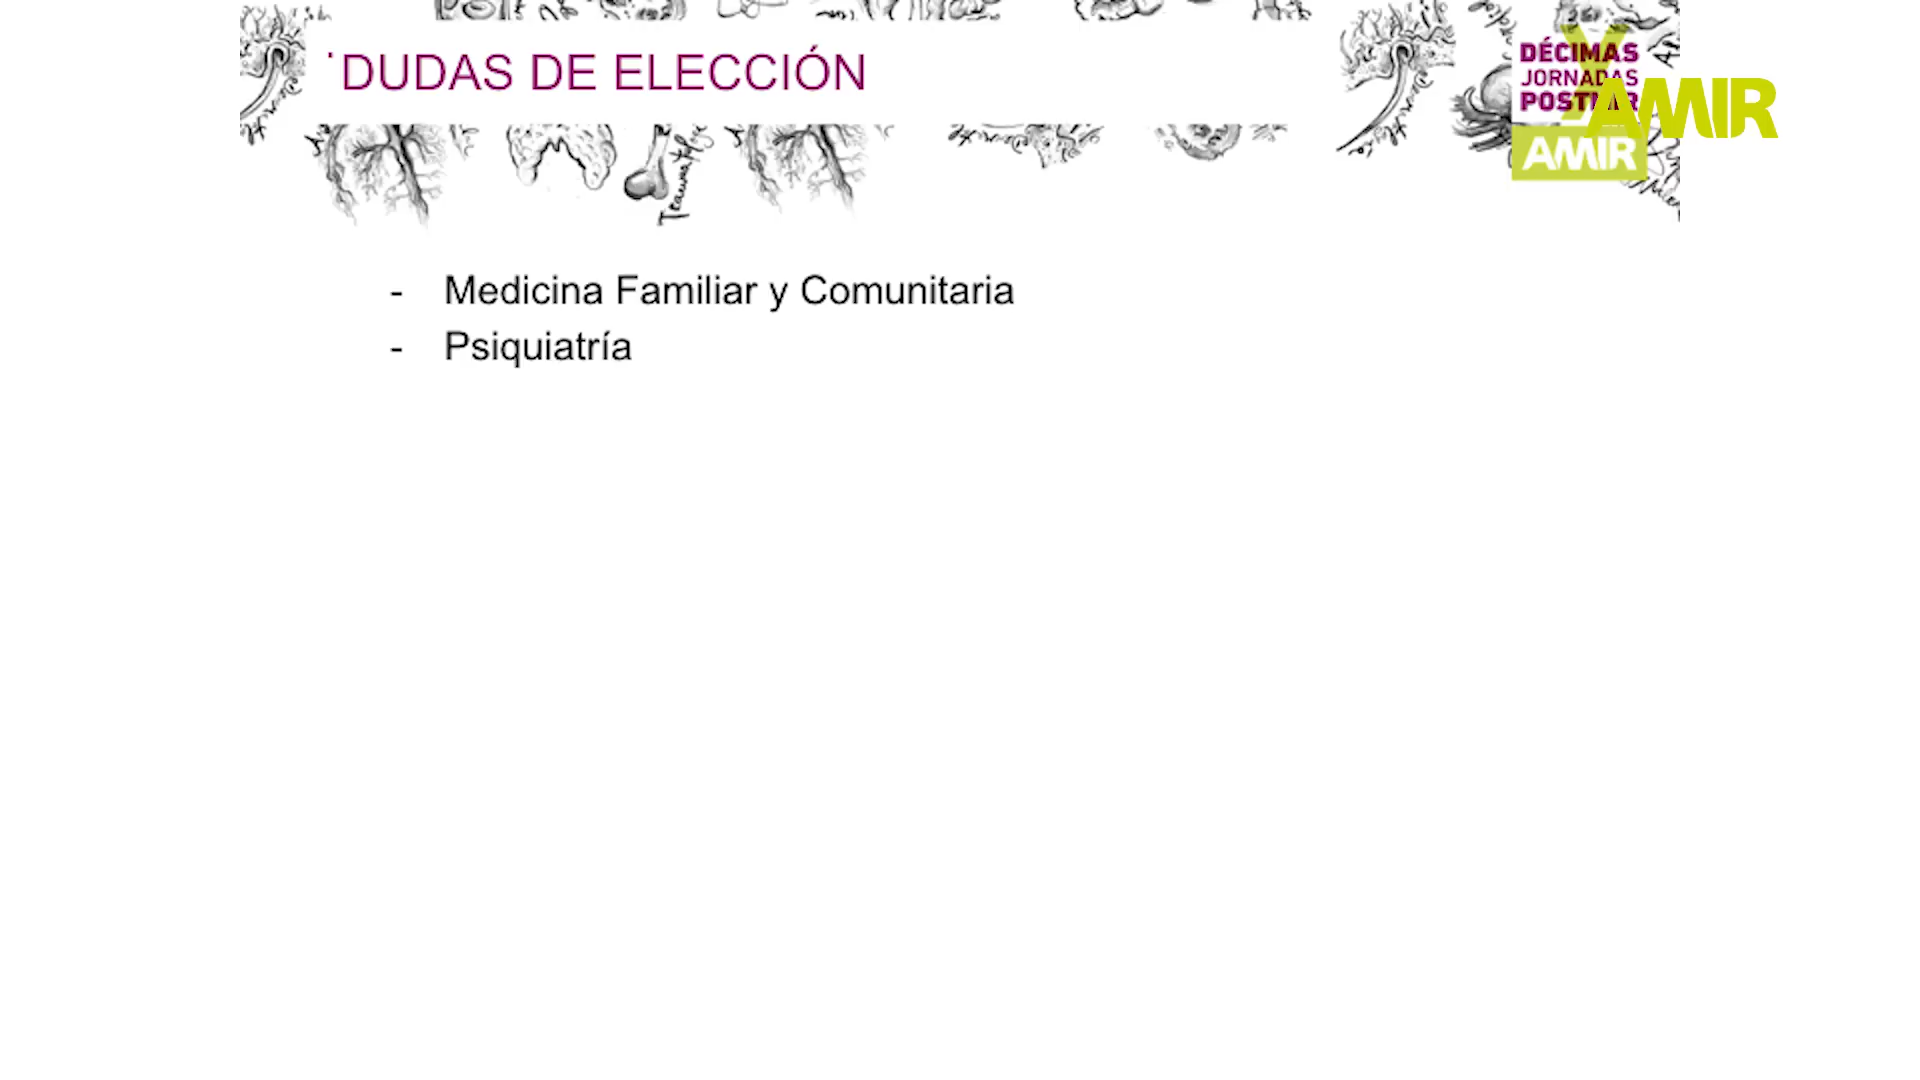 DUDAS DE ELECCIÓN
DÉCIMAS
JORNADAS
AMIR
AMIR
- Medicina Familiar y Comunitaria
- Psiquiatría